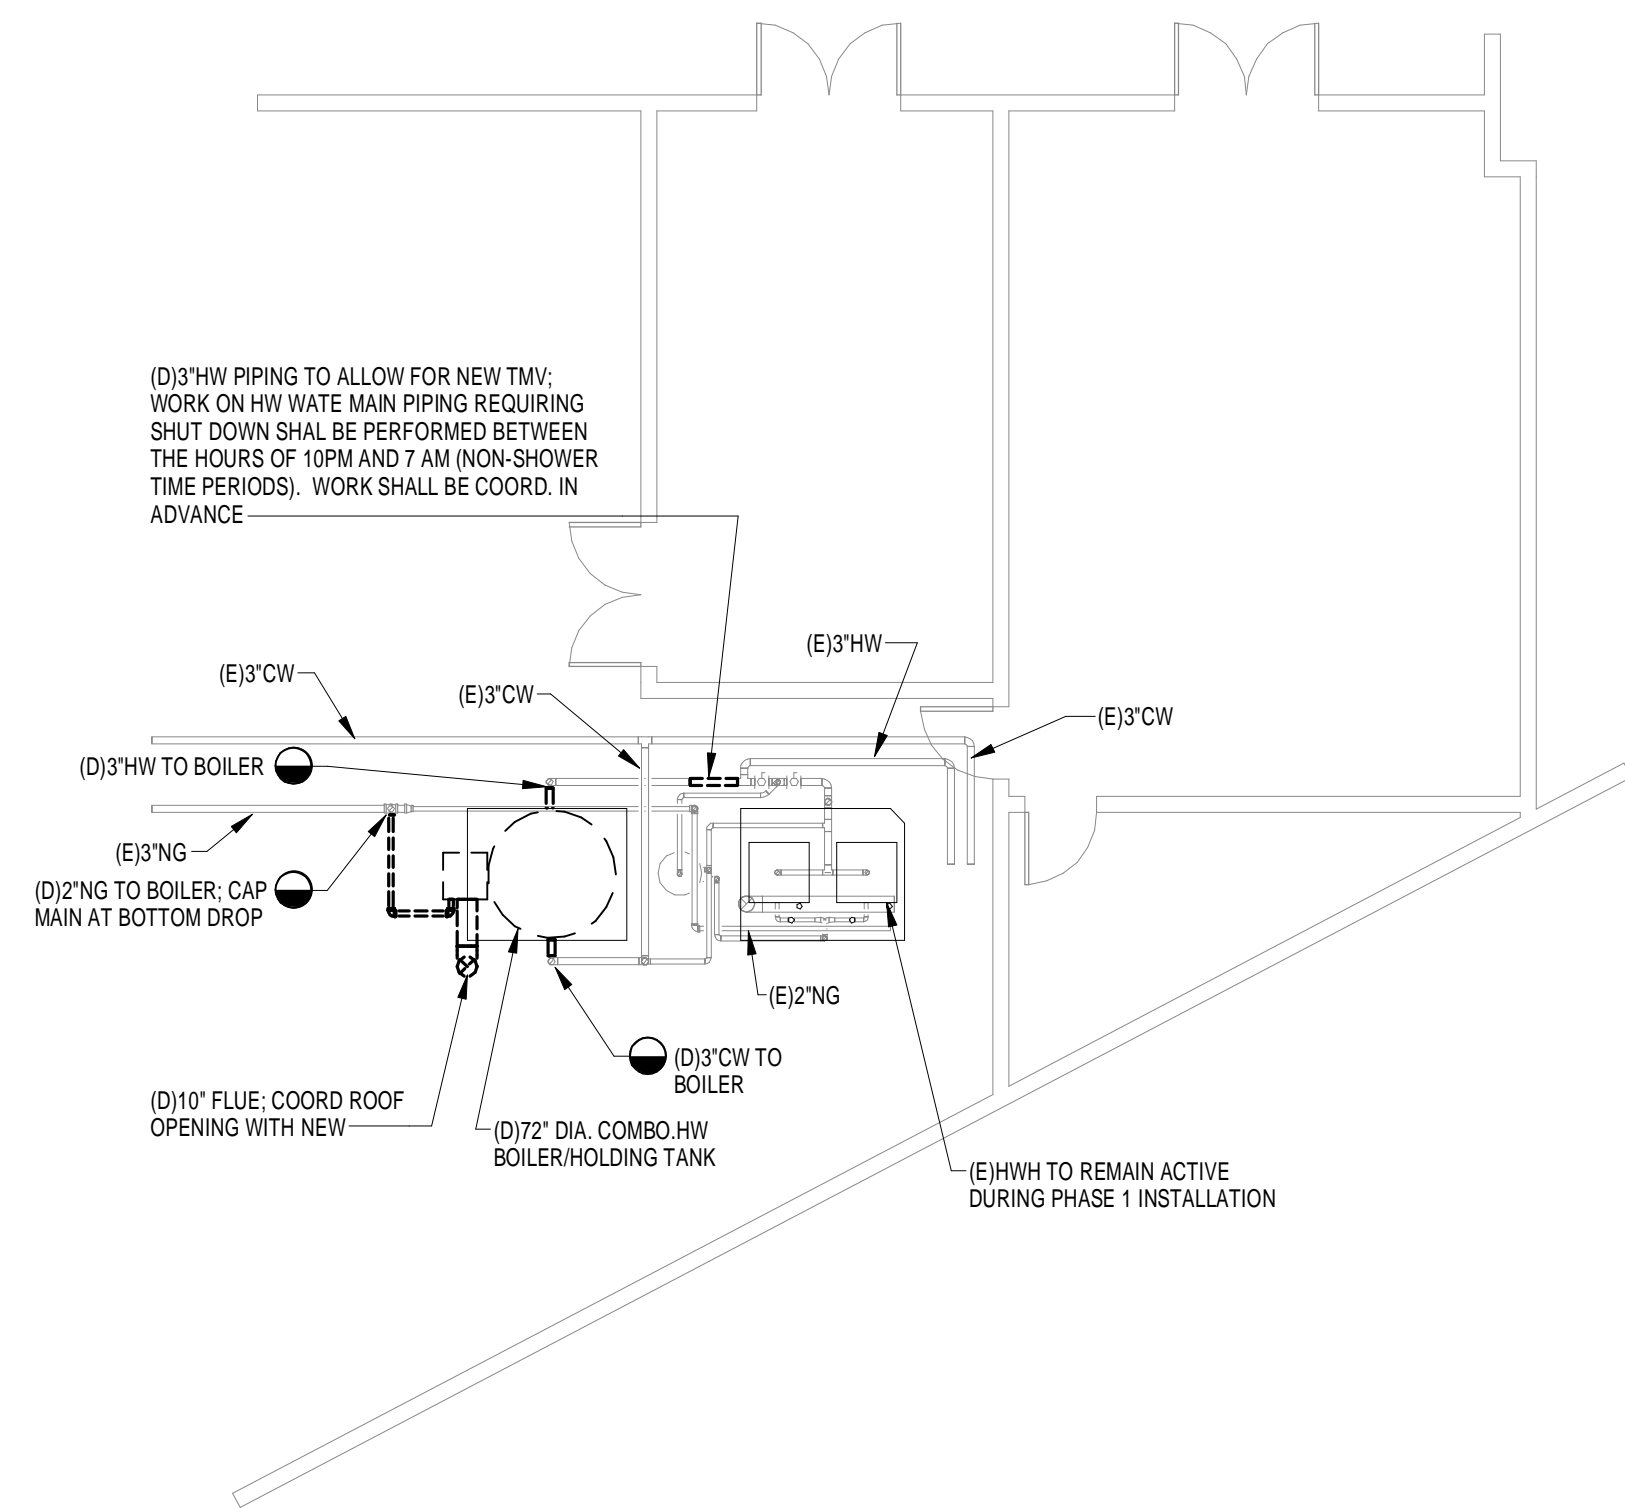 (D)3"HW PIPING TO ALLOW FOR NEW TMV;
WORK ON HW WATE MAIN PIPING REQUIRING
SHUT DOWN SHAL BE PERFORMED BETWEEN
THE HOURS OF 10PM AND 7 AM (NON-SHOWER
TIME PERIODS). WORK SHALL BE COORD. IN
ADVANCE
(E)3"HW
(E)3"CW
(E)3"CW
(E)3"CW
(D)3"HW TO BOILER
(E)3"NG
(D)2"NG TO BOILER; CAP
MAIN AT BOTTOM DROP
(E)2"NG
(D)3"CW TO
BOILER
(D)10" FLUE; COORD ROOF
OPENING WITH NEW
(D)72" DIA. COMBO.HW
BOILER/HOLDING TANK
(E)HWH TO REMAIN ACTIVE
DURING PHASE 1 INSTALLATION